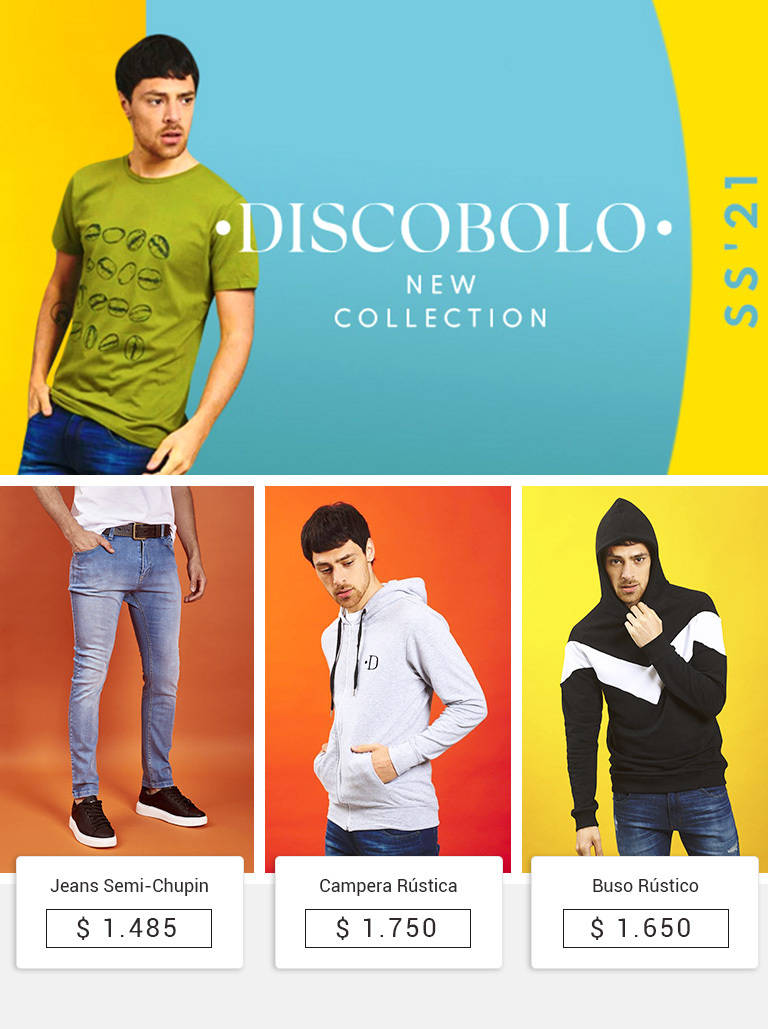 •DISCOBOLO•
NEW
COLLECTION
SS'21
•D
Jeans Semi-Chupin
$ 1.485
Campera Rústica
$ 1.750
Buso Rústico
$ 1.650